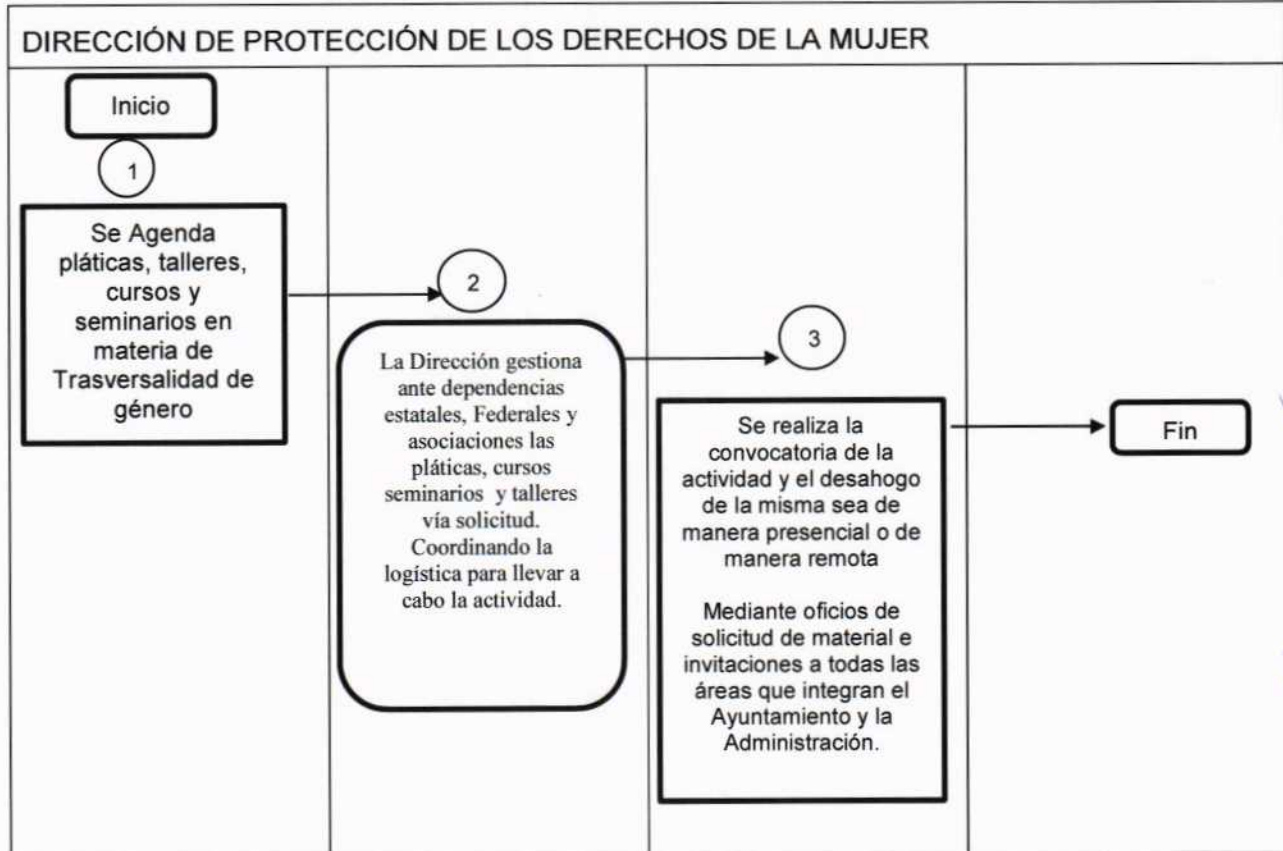 DIRECCIÓN DE PROTECCIÓN DE LOS DERECHOS DE LA MUJER
Inicio
1
Se Agenda
pláticas, talleres,
cursos y
seminarios en
materia de
Trasversalidad de
género
2
La Dirección gestiona
ante dependencias
estatales, Federales y
asociaciones las
pláticas, cursos
seminarios y talleres
vía solicitud.
Coordinando la
logística para llevar a
cabo la actividad.
3
Se realiza la
convocatoria de la
actividad y el desahogo
de la misma sea de
manera presencial o de
manera remota
Mediante oficios de
solicitud de material e
invitaciones a todas las
áreas que integran el
Ayuntamiento y la
Administración.
Fin